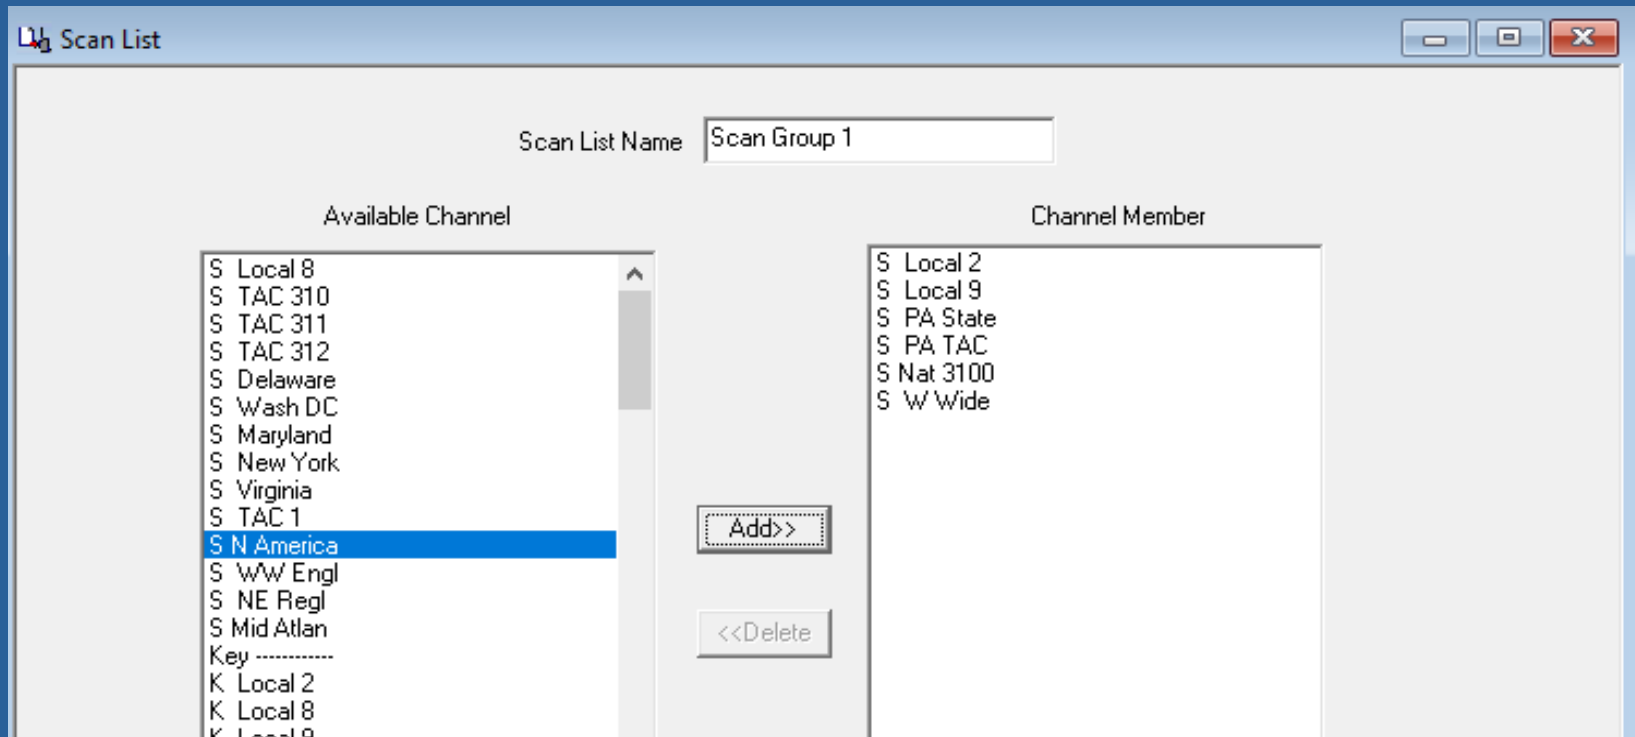 Scan List
Scan List Name Scan Group 1
Available Channel
S Local 8
S TAC 310
S TAC 311
S TAC 312
S Delaware
S Wash DC
S Maryland
S New York
S Virginia
S TAC 1
S N America
S WW Engl
S NE Regl
S Mid Atlan
Key ------------
K Local 2
K Local 8
K Local 9
Add>>
<<Delete
Channel Member
S Local 2
S Local 9
S PA State
S PA TAC
S Nat 3100
S W Wide